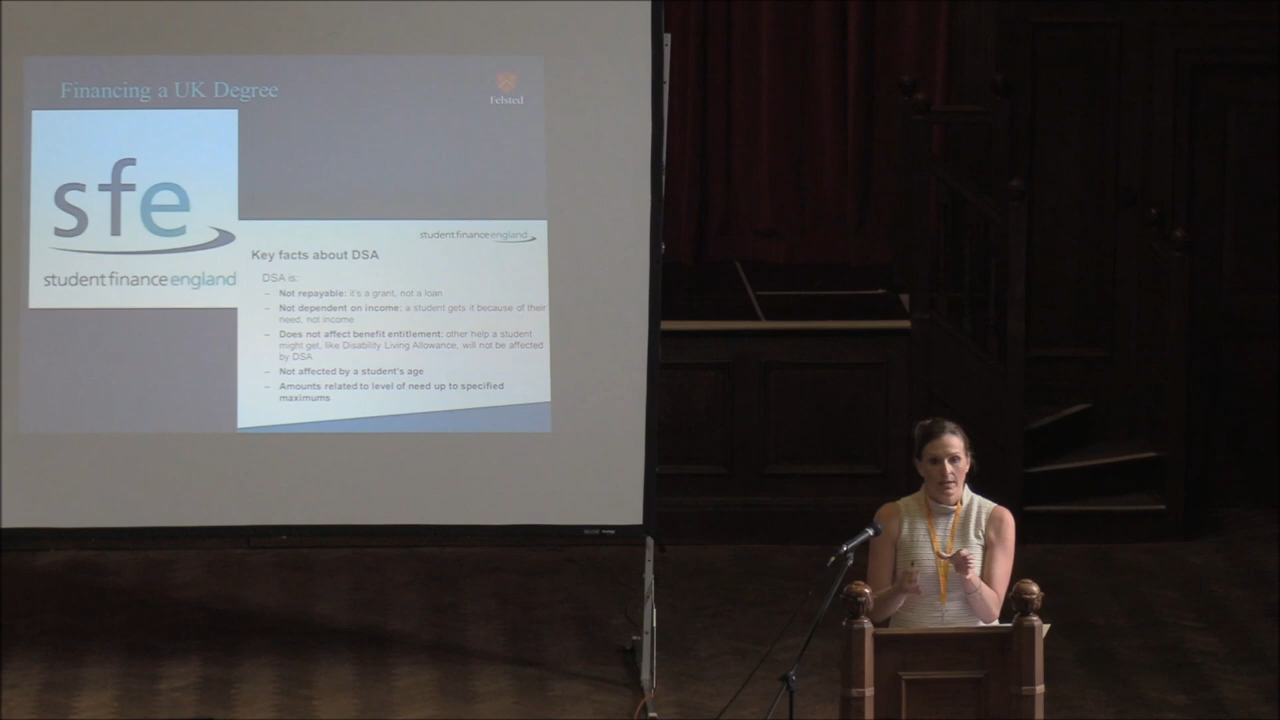 Financing a UK Degree
Felsted
sfe
student finance england
student finance england
Key facts about DSA
DSA is:
– Not repayable: it's a grant, not a loan
– Not dependent on income: a student gets it because of their
need, not income
– Does not affect benefit entitlement: other help a student
might get, like Disability Living Allowance, will not be affected
by DSA
– Not affected by a student's age
– Amounts related to level of need up to specified
maximums